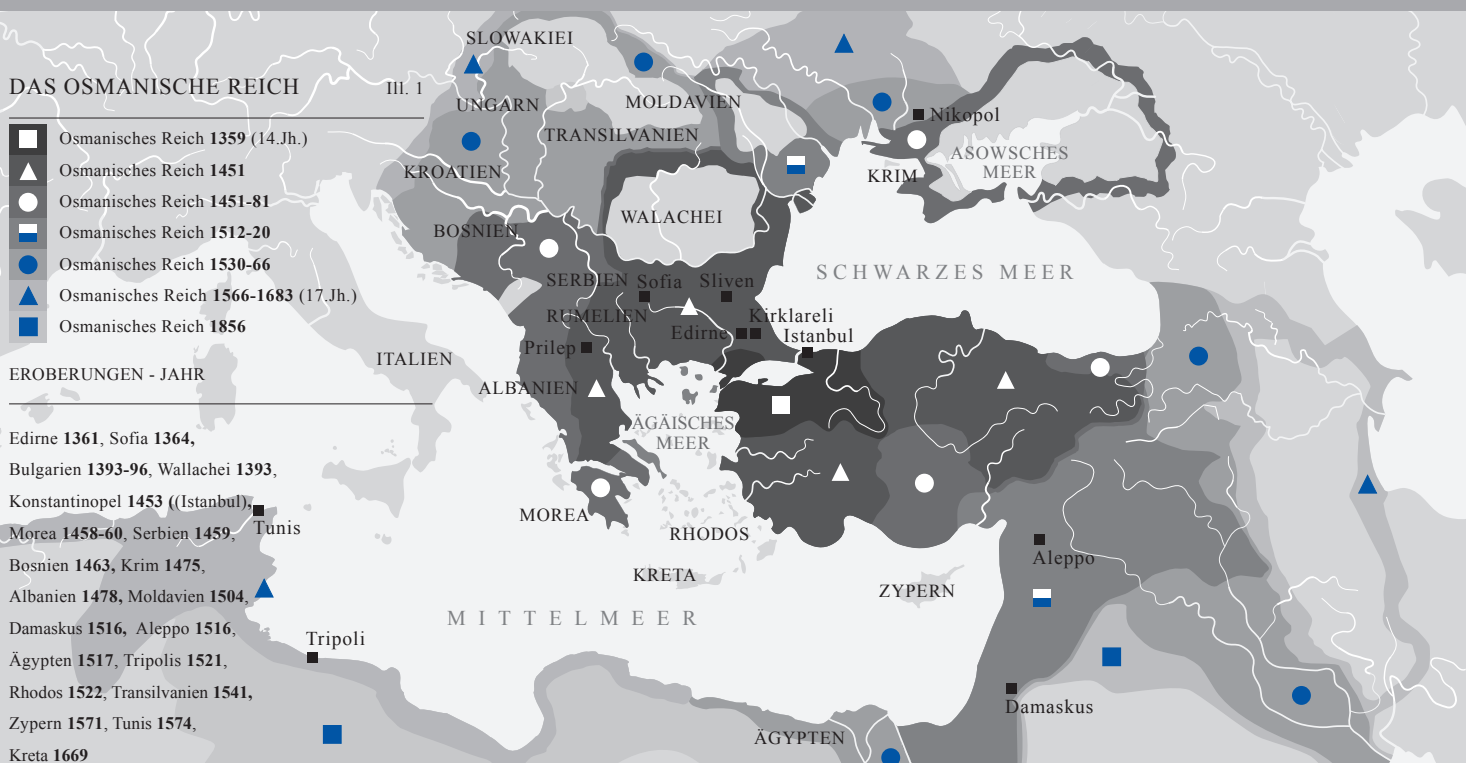 DAS OSMANISCHE REICH
Ill. 1
Osmanisches Reich 1359 (14.Jh.)
Osmanisches Reich 1451
Osmanisches Reich 1451-81
Osmanisches Reich 1512-20
Osmanisches Reich 1530-66
Osmanisches Reich 1566-1683 (17.Jh.)
Osmanisches Reich 1856
EROBERUNGEN - JAHR
Edirne 1361, Sofia 1364,
Bulgarien 1393-96, Wallachei 1393,
Konstantinopel 1453 ((Istanbul),
Morea 1458-60, Serbien 1459,
Bosnien 1463, Krim 1475,
Albanien 1478, Moldavien 1504,
Damaskus 1516, Aleppo 1516,
Ägypten 1517, Tripolis 1521,
Rhodos 1522, Transilvanien 1541,
Zypern 1571, Tunis 1574,
Kreta 1669
SLOWAKIEI
UNGARN
MOLDAVIEN
TRANSILVANIEN
KROATIEN
Nikopol
ASOWSCHES
MEER
KRIM
WALACHEI
BOSNIEN
SCHWARZES MEER
SERBIEN
Sofia
Sliven
RUMELIEN
Kirklareli
Edirne
Istanbul
Prilep
ITALIEN
ALBANIEN
ÄGÄISCHES
MEER
MOREA
RHODOS
Tunis
KRETA
Aleppo
ZYPERN
MITTELMEER
Tripoli
Damaskus
ÄGYPTEN